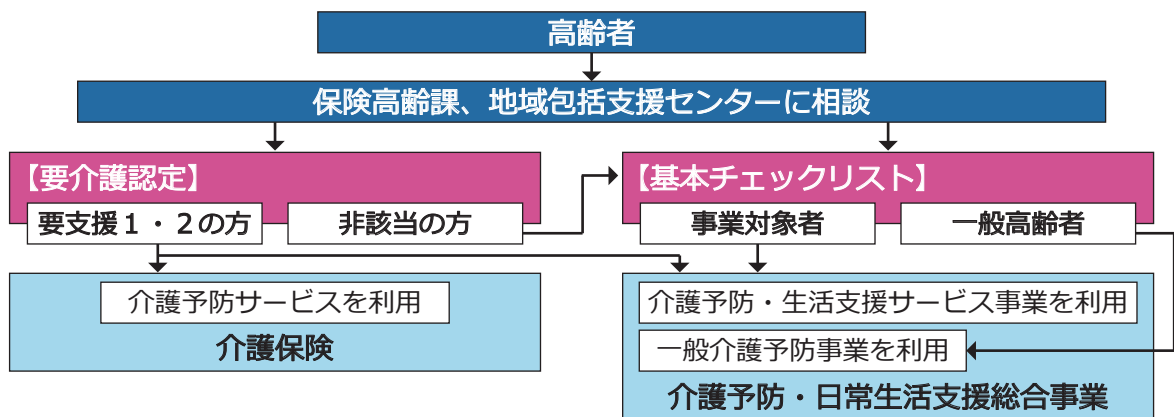 高齢者
保険高齢課、地域包括支援センターに相談
【要介護認定】
要支援１・２の方
非該当の方
【基本チェックリスト】
事業対象者
一般高齢者
介護予防サービスを利用
介護保険
介護予防・生活支援サービス事業を利用
一般介護予防事業を利用
介護予防・日常生活支援総合事業